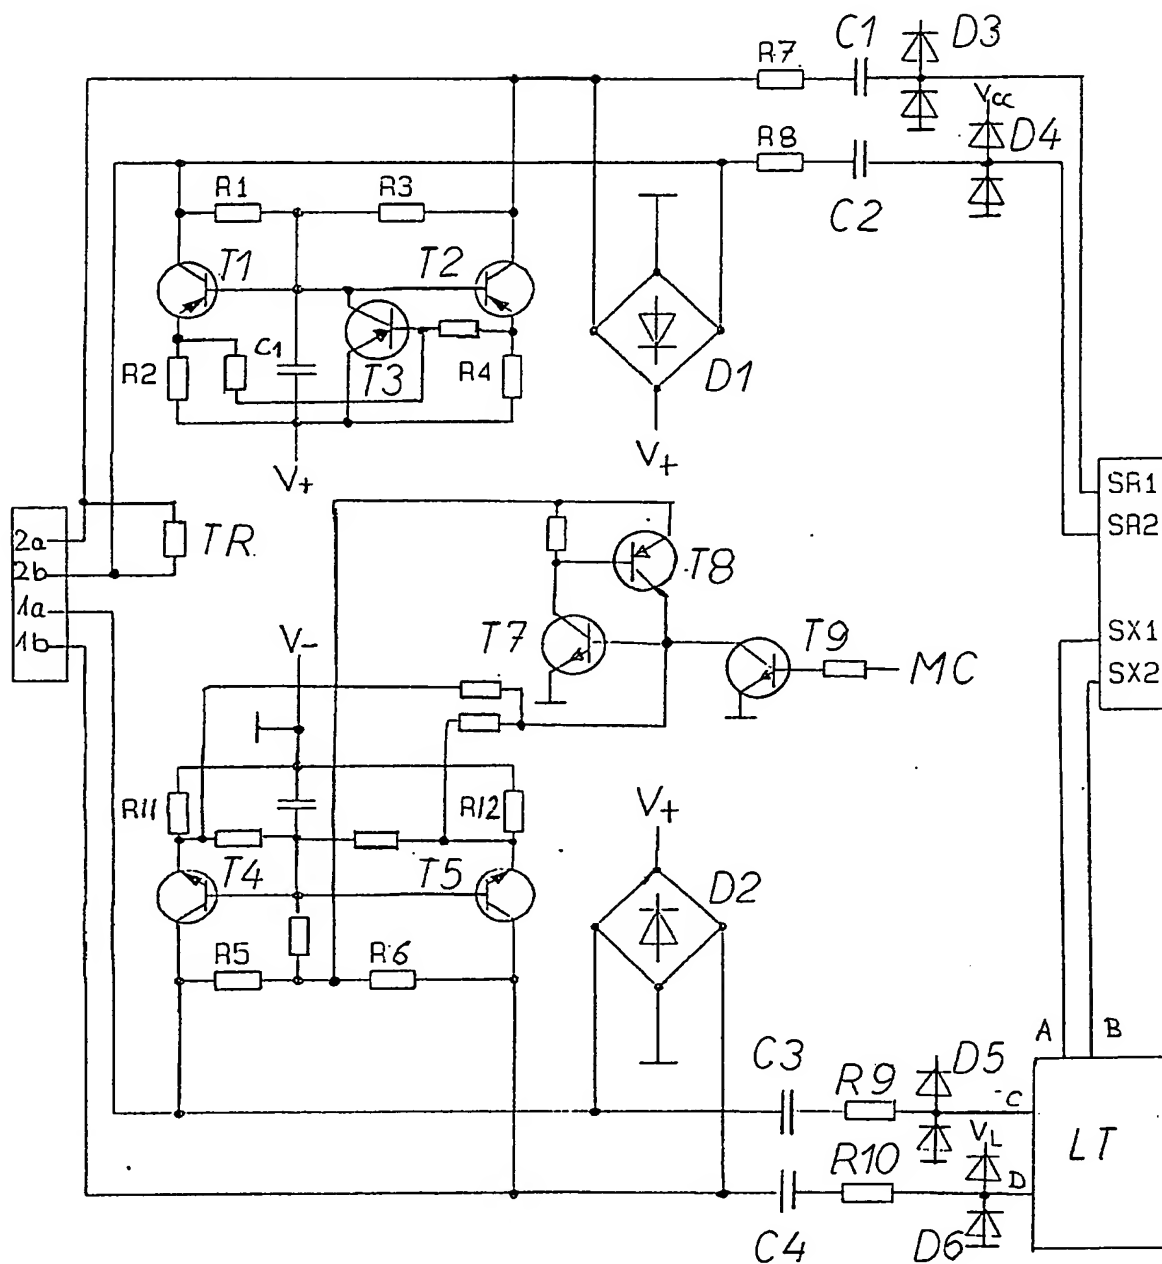 C1
D3
R7
VCC
D4
R8
R1
R3
C2
T1
T2
C1
R2
T3
R4
D1
V+
V+
SR1
2a
TR
SR2
2b
T8
1a
T7
T9
SX1
1b
V-
MC
SX2
R11
R12
V+
T4
T5
D2
R5
R6
A
B
C3
R9
D5
C
VL
LT
R10
D
C4
D6